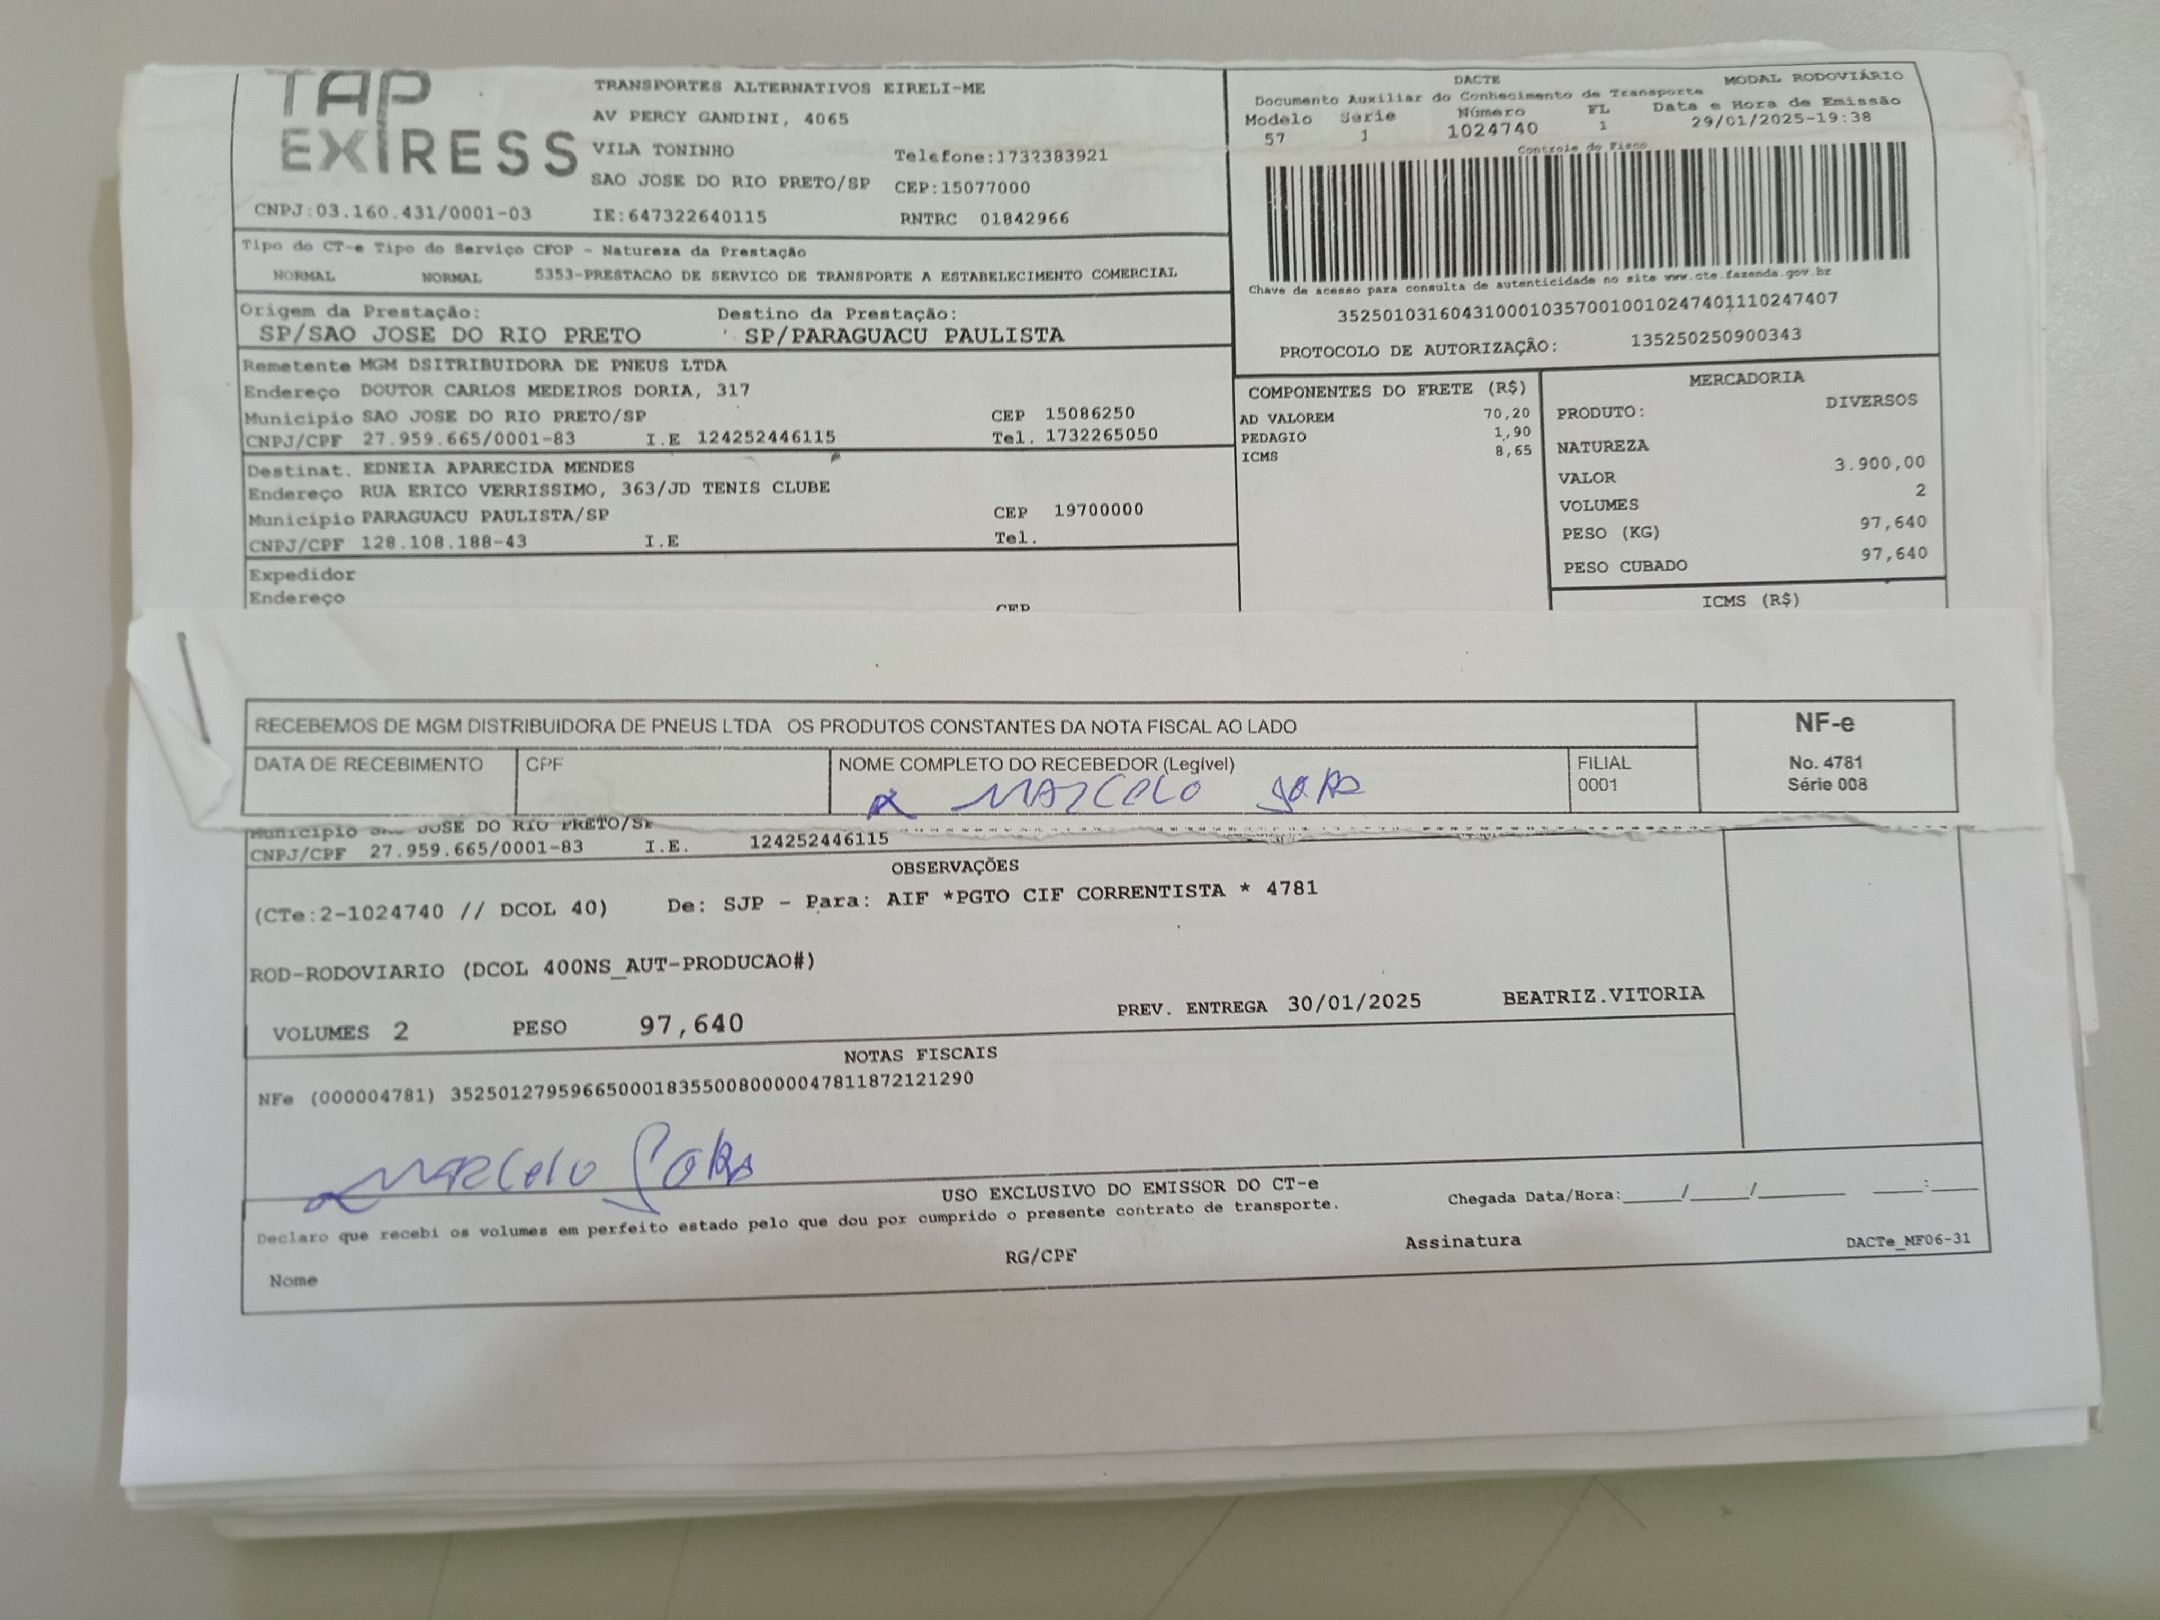 TAP EXIRESS
TRANSPORTES ALTERNATIVOS EIRELI-ME
AV PERCY GANDINI, 4065
VILA TONINHO Telefone:1732383921
SAO JOSE DO RIO PRETO/SP CEP:15077000
CNPJ:03.160.431/0001-03 IE:647322640115 RNTRC 01842966
DACTE MODAL RODOVIÁRIO
Documento Auxiliar do Conhecimento de Transporte
Modelo Série Número FL Data e Hora de Emissão
57 1 1024740 1 29/01/2025-19:38
Controle do Fisco
Chave de acesso para consulta de autenticidade no site www.cte.fazenda.gov.br
35250103160431000103570010010247401110247407
PROTOCOLO DE AUTORIZAÇÃO: 135250250900343
Tipo do CT-e Tipo do Serviço CFOP - Natureza da Prestação
NORMAL NORMAL 5353-PRESTACAO DE SERVICO DE TRANSPORTE A ESTABELECIMENTO COMERCIAL
Origem da Prestação: Destino da Prestação:
SP/SAO JOSE DO RIO PRETO SP/PARAGUACU PAULISTA
Remetente MGM DSITRIBUIDORA DE PNEUS LTDA
Endereço DOUTOR CARLOS MEDEIROS DORIA, 317
Municipio SAO JOSE DO RIO PRETO/SP CEP 15086250
CNPJ/CPF 27.959.665/0001-83 I.E 124252446115 Tel. 1732265050
Destinat. EDNEIA APARECIDA MENDES
Endereço RUA ERICO VERRISSIMO, 363/JD TENIS CLUBE
Municipio PARAGUACU PAULISTA/SP CEP 19700000
CNPJ/CPF 128.108.188-43 I.E Tel.
Expedidor
Endereço
CEP
COMPONENTES DO FRETE (R$)
AD VALOREM 70,20
PEDAGIO 1,90
ICMS 8,65
MERCADORIA
PRODUTO: DIVERSOS
NATUREZA
VALOR 3.900,00
VOLUMES 2
PESO (KG) 97,640
PESO CUBADO 97,640
ICMS (R$)
RECEBEMOS DE MGM DISTRIBUIDORA DE PNEUS LTDA OS PRODUTOS CONSTANTES DA NOTA FISCAL AO LADO
NF-e
No. 4781
Série 008
DATA DE RECEBIMENTO CPF NOME COMPLETO DO RECEBEDOR (Legível) FILIAL
0001
MARCELO
Municipio SAO JOSE DO RIO PRETO/SP
CNPJ/CPF 27.959.665/0001-83 I.E. 124252446115
OBSERVAÇÕES
(CTe:2-1024740 // DCOL 40) De: SJP - Para: AIF *PGTO CIF CORRENTISTA * 4781
ROD-RODOVIARIO (DCOL 400NS_AUT-PRODUCAO#)
VOLUMES 2 PESO 97,640 PREV. ENTREGA 30/01/2025 BEATRIZ.VITORIA
NOTAS FISCAIS
NFe (000004781) 35250127959665000183550080000047811872121290
MARCELO
USO EXCLUSIVO DO EMISSOR DO CT-e
Declaro que recebi os volumes em perfeito estado pelo que dou por cumprido o presente contrato de transporte.
Chegada Data/Hora:_____/_____/_______ ____:____
Nome RG/CPF Assinatura DACTe_MF06-31